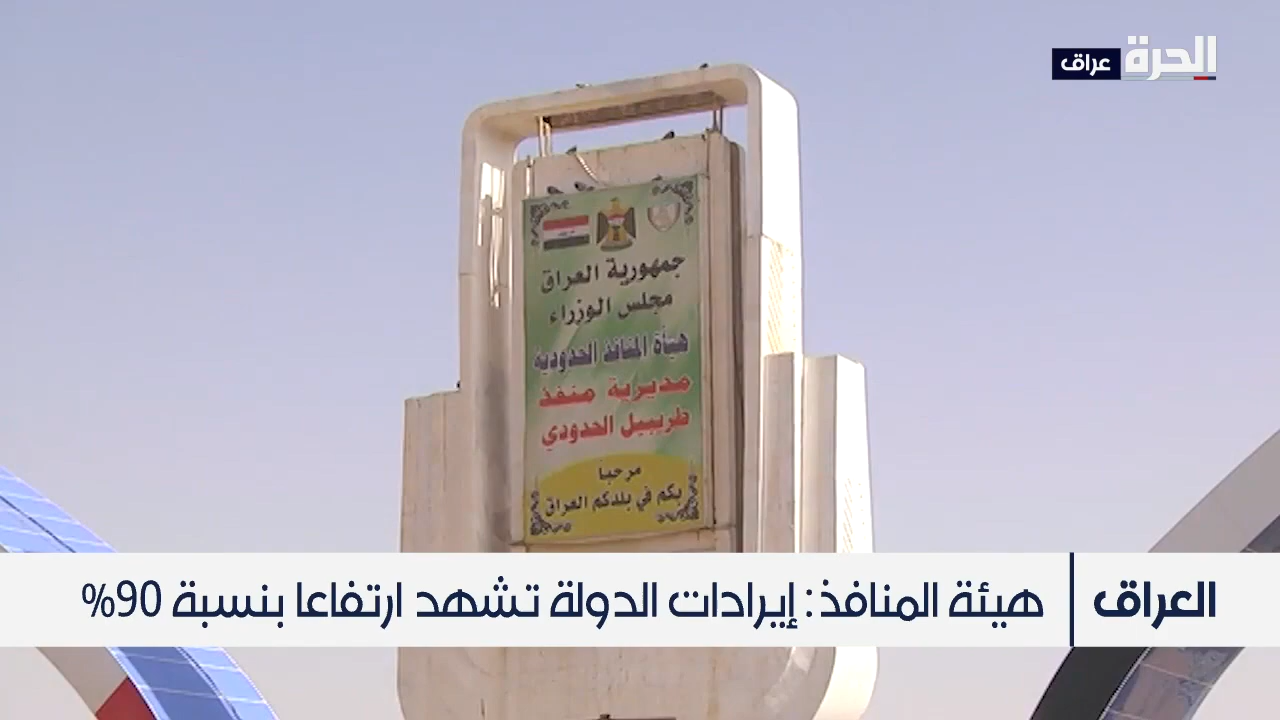 الحرة
عراق
جمهورية العراق
مجلس الوزراء
هيأة المنافذ الحدودية
مديرية منفذ
طريبيل الحدودي
مرحبا
بكم في بلدكم العراق
العراق
هيئة المنافذ: إيرادات الدولة تشهد ارتفاعا بنسبة 90%